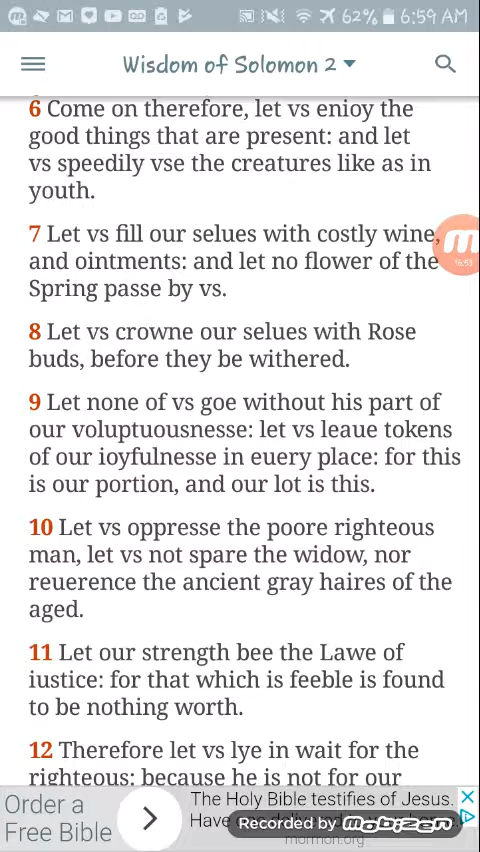 62% 6:59 AM
Wisdom of Solomon 2
6 Come on therefore, let vs enioy the
good things that are present: and let
vs speedily vse the creatures like as in
youth.
7 Let vs fill our selues with costly wine,
and ointments: and let no flower of the
Spring passe by vs.
8 Let vs crowne our selues with Rose
buds, before they be withered.
9 Let none of vs goe without his part of
our voluptuousnesse: let vs leaue tokens
of our ioyfulnesse in euery place: for this
is our portion, and our lot is this.
10 Let vs oppresse the poore righteous
man, let vs not spare the widow, nor
reuerence the ancient gray haires of the
aged.
11 Let our strength bee the Lawe of
iustice: for that which is feeble is found
to be nothing worth.
12 Therefore let vs lye in wait for the
righteous: because he is not for our
Order a
Free Bible
The Holy Bible testifies of Jesus.
Have
Recorded by Mobizen
mormon.org